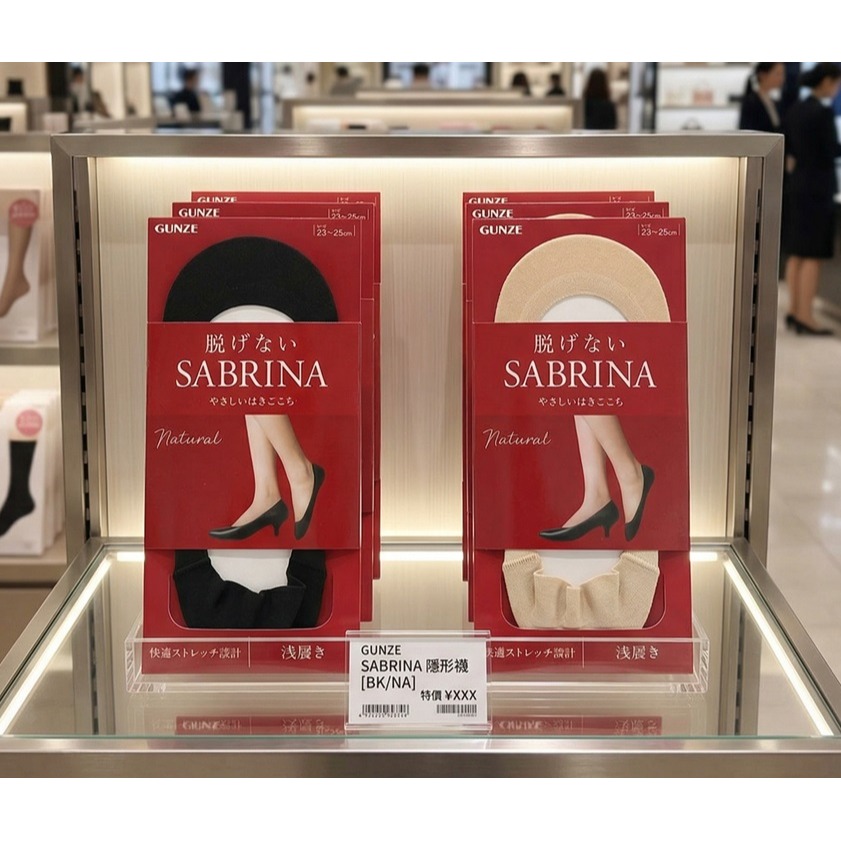 GUNZE
23~25cm
脱げない
SABRINA
やさしいはきごこち
Natural
快適ストレッチ設計
浅履き
GUNZE
23~25cm
脱げない
SABRINA
やさしいはきごこち
Natural
快適ストレッチ設計
浅履き
GUNZE
SABRINA 隱形襪
[BK/NA]
特價 ¥XXX